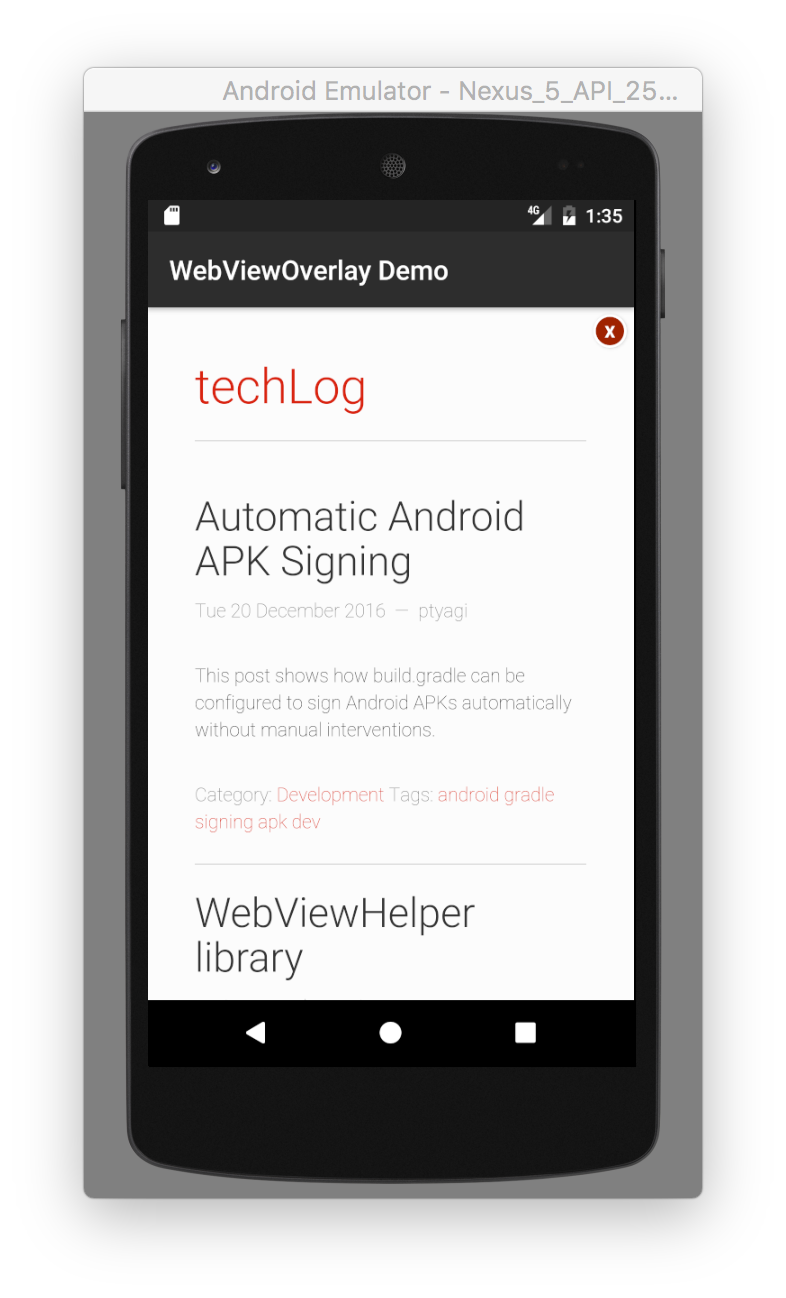 Android Emulator - Nexus_5_API_25...
4G 1:35
WebViewOverlay Demo
X
techLog
Automatic Android
APK Signing
Tue 20 December 2016 — ptyagi
This post shows how build.gradle can be
configured to sign Android APKs automatically
without manual interventions.
Category: Development Tags: android gradle
signing apk dev
WebViewHelper
library